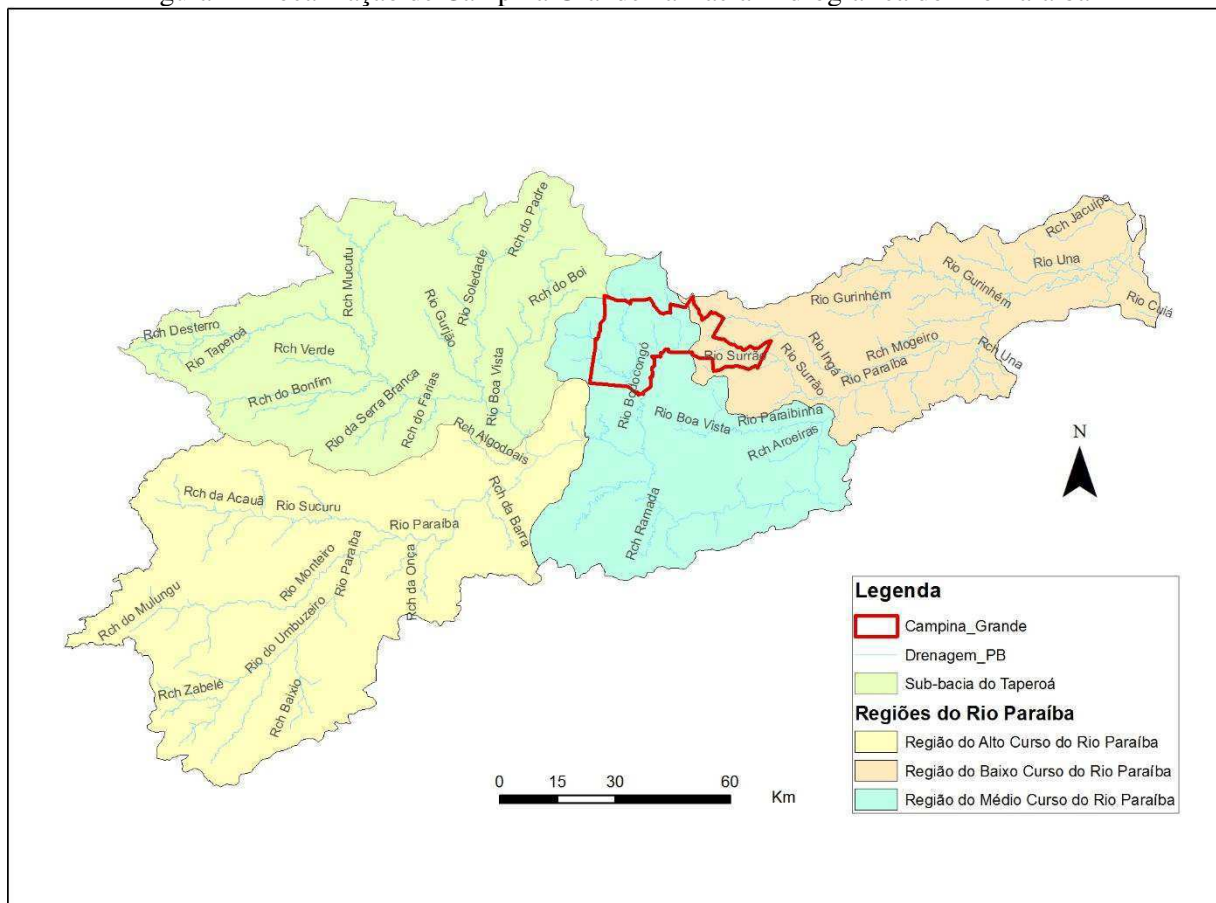 Rch do Padre
Rch Mucutu
Rio Soledade
Rch do Boi
Rio Gurjão
Rch Desterro
Rio Taperoá
Rch Verde
Rch do Bonfim
Rio da Serra Branca
Rch do Farias
Rio Boa Vista
Rch Algodoais
Rch Jacuipe
Rio Una
Rio Gurinhém
Rio Gurinhém
Rio Cuiá
Rch Mogeiro
Rch Una
Rio Ingá
Rio Surrão
Rio Surrão
Rio Paraíba
Rio Bodocongó
Rio Boa Vista
Rio Paraibinha
Rch Aroeiras
Rch Ramada
Rch da Acauã
Rio Sucuru
Rio Paraíba
Rch da Barra
Rio Monteiro
Rio Paraíba
Rch da Onça
Rch do Mulungu
Rio do Umbuzeiro
Rch Zabelé
Rch Baixio
N
0 15 30 60
Km
Legenda
Campina_Grande
Drenagem_PB
Sub-bacia do Taperoá
Regiões do Rio Paraíba
Região do Alto Curso do Rio Paraíba
Região do Baixo Curso do Rio Paraíba
Região do Médio Curso do Rio Paraíba